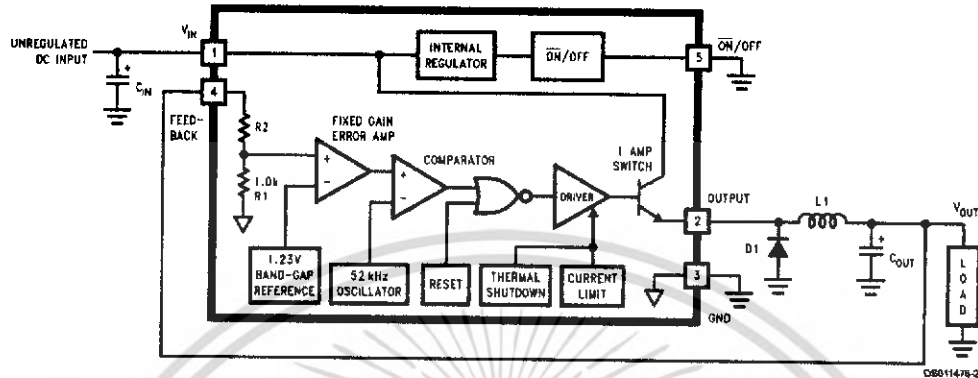 UNREGULATED
DC INPUT
V_IN
1
+
C_IN
4
FEED-
BACK
INTERNAL
REGULATOR
O̅N̅/OFF
5
O̅N̅/OFF
R2
1.0k
R1
FIXED GAIN
ERROR AMP
+
−
COMPARATOR
+
−
DRIVER
1 AMP
SWITCH
OUTPUT
2
L1
V_OUT
D1
+
C_OUT
LOAD
1.23V
BAND-GAP
REFERENCE
52 kHz
OSCILLATOR
RESET
THERMAL
SHUTDOWN
CURRENT
LIMIT
3
GND
DS011476-2